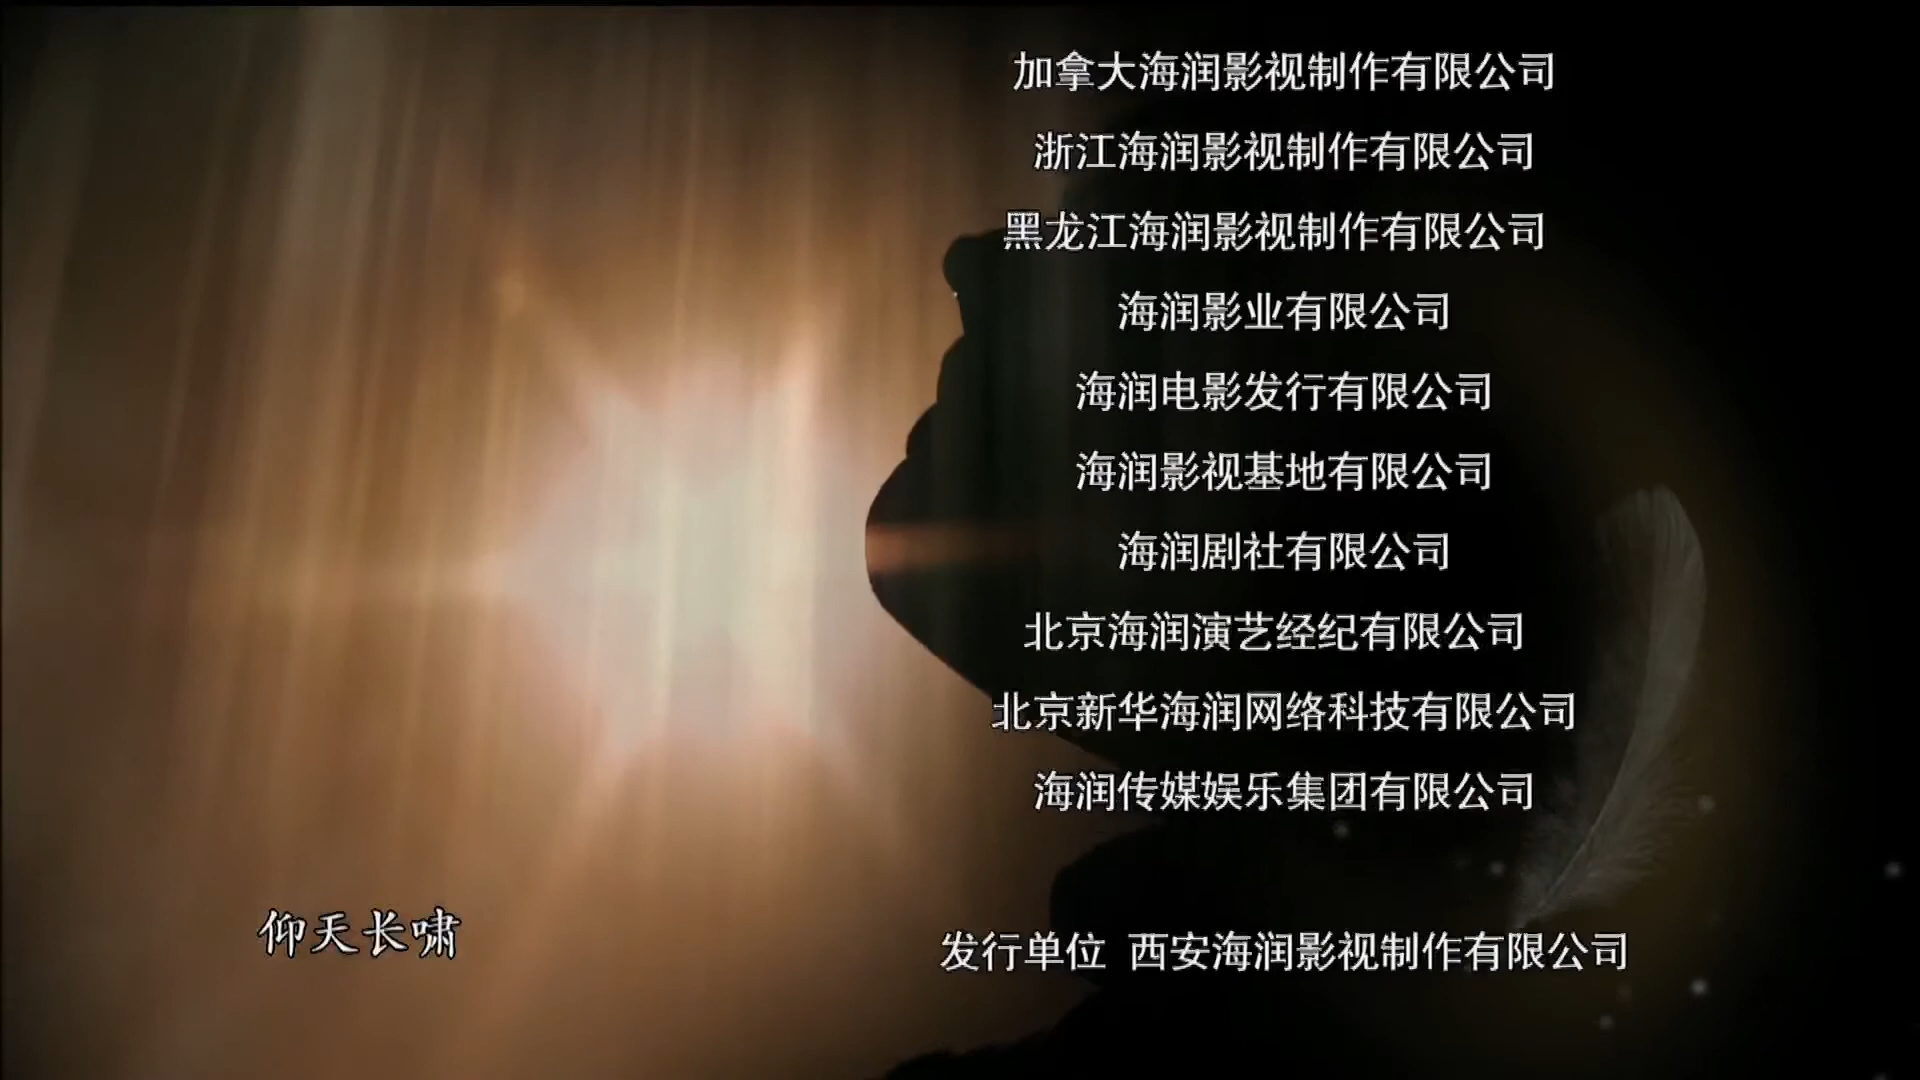 加拿大海润影视制作有限公司
浙江海润影视制作有限公司
黑龙江海润影视制作有限公司
海润影业有限公司
海润电影发行有限公司
海润影视基地有限公司
海润剧社有限公司
北京海润演艺经纪有限公司
北京新华海润网络科技有限公司
海润传媒娱乐集团有限公司
仰天长啸
发行单位 西安海润影视制作有限公司